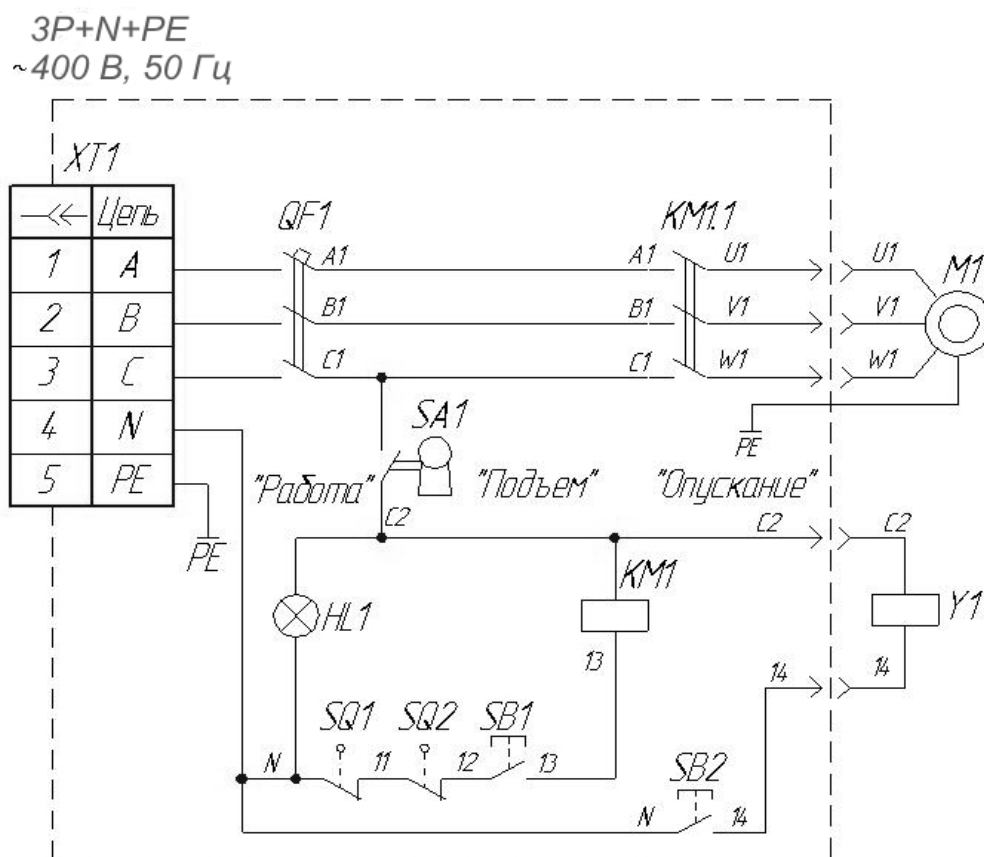 3P+N+PE
~400 В, 50 Гц
XT1
Цепь
QF1
KM1.1
1 A
A1
A1
U1
U1
M1
2 B
B1
B1
V1
V1
3 C
C1
C1
W1
W1
4 N
SA1
PE
5 PE
"Работа"
"Подъем"
"Опускание"
C2
C2
C2
PE
HL1
KM1
Y1
13
14
14
SQ1
SQ2
SB1
N
11
12
13
SB2
N
14